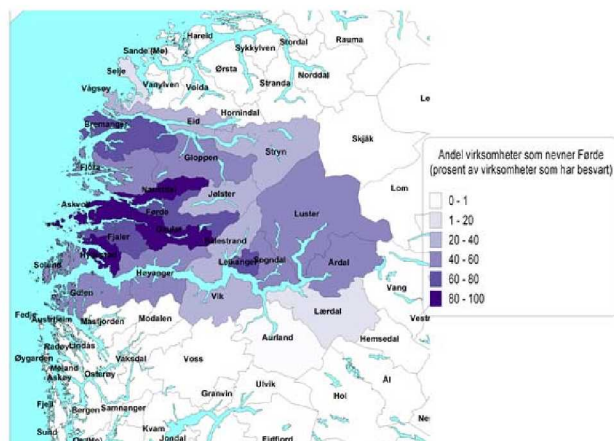 Hareid
Sande (Mø)
Sykkylven
Stordal
Rauma
Selje
Ørsta
Norddal
Vanylven
Volda
Stranda
Vågsøy
Hornindal
Eid
Bremanger
Skjåk
Gloppen
Stryn
Flora
Lom
Naustdal
Jølster
Askvoll
Førde
Luster
Gaular
Fjaler
Balestrand
Hyllestad
Leikanger
Sogndal
Årdal
Solund
Høyanger
Gulen
Vik
Vang
Lærdal
Fedje
Austrheim
Masfjorden
Modalen
Aurland
Hemsedal
Radøy
Lindås
Øygarden
Vaksdal
Voss
Meland
Osterøy
Askøy
Ål
Ulvik
Hol
Fjell
Samnanger
Granvin
Bergen
Kvam
Sund
Jondal
Eidfjord
Andel virksomheter som nevner Førde
(prosent av virksomheter som har besvart)
0 - 1
1 - 20
20 - 40
40 - 60
60 - 80
80 - 100